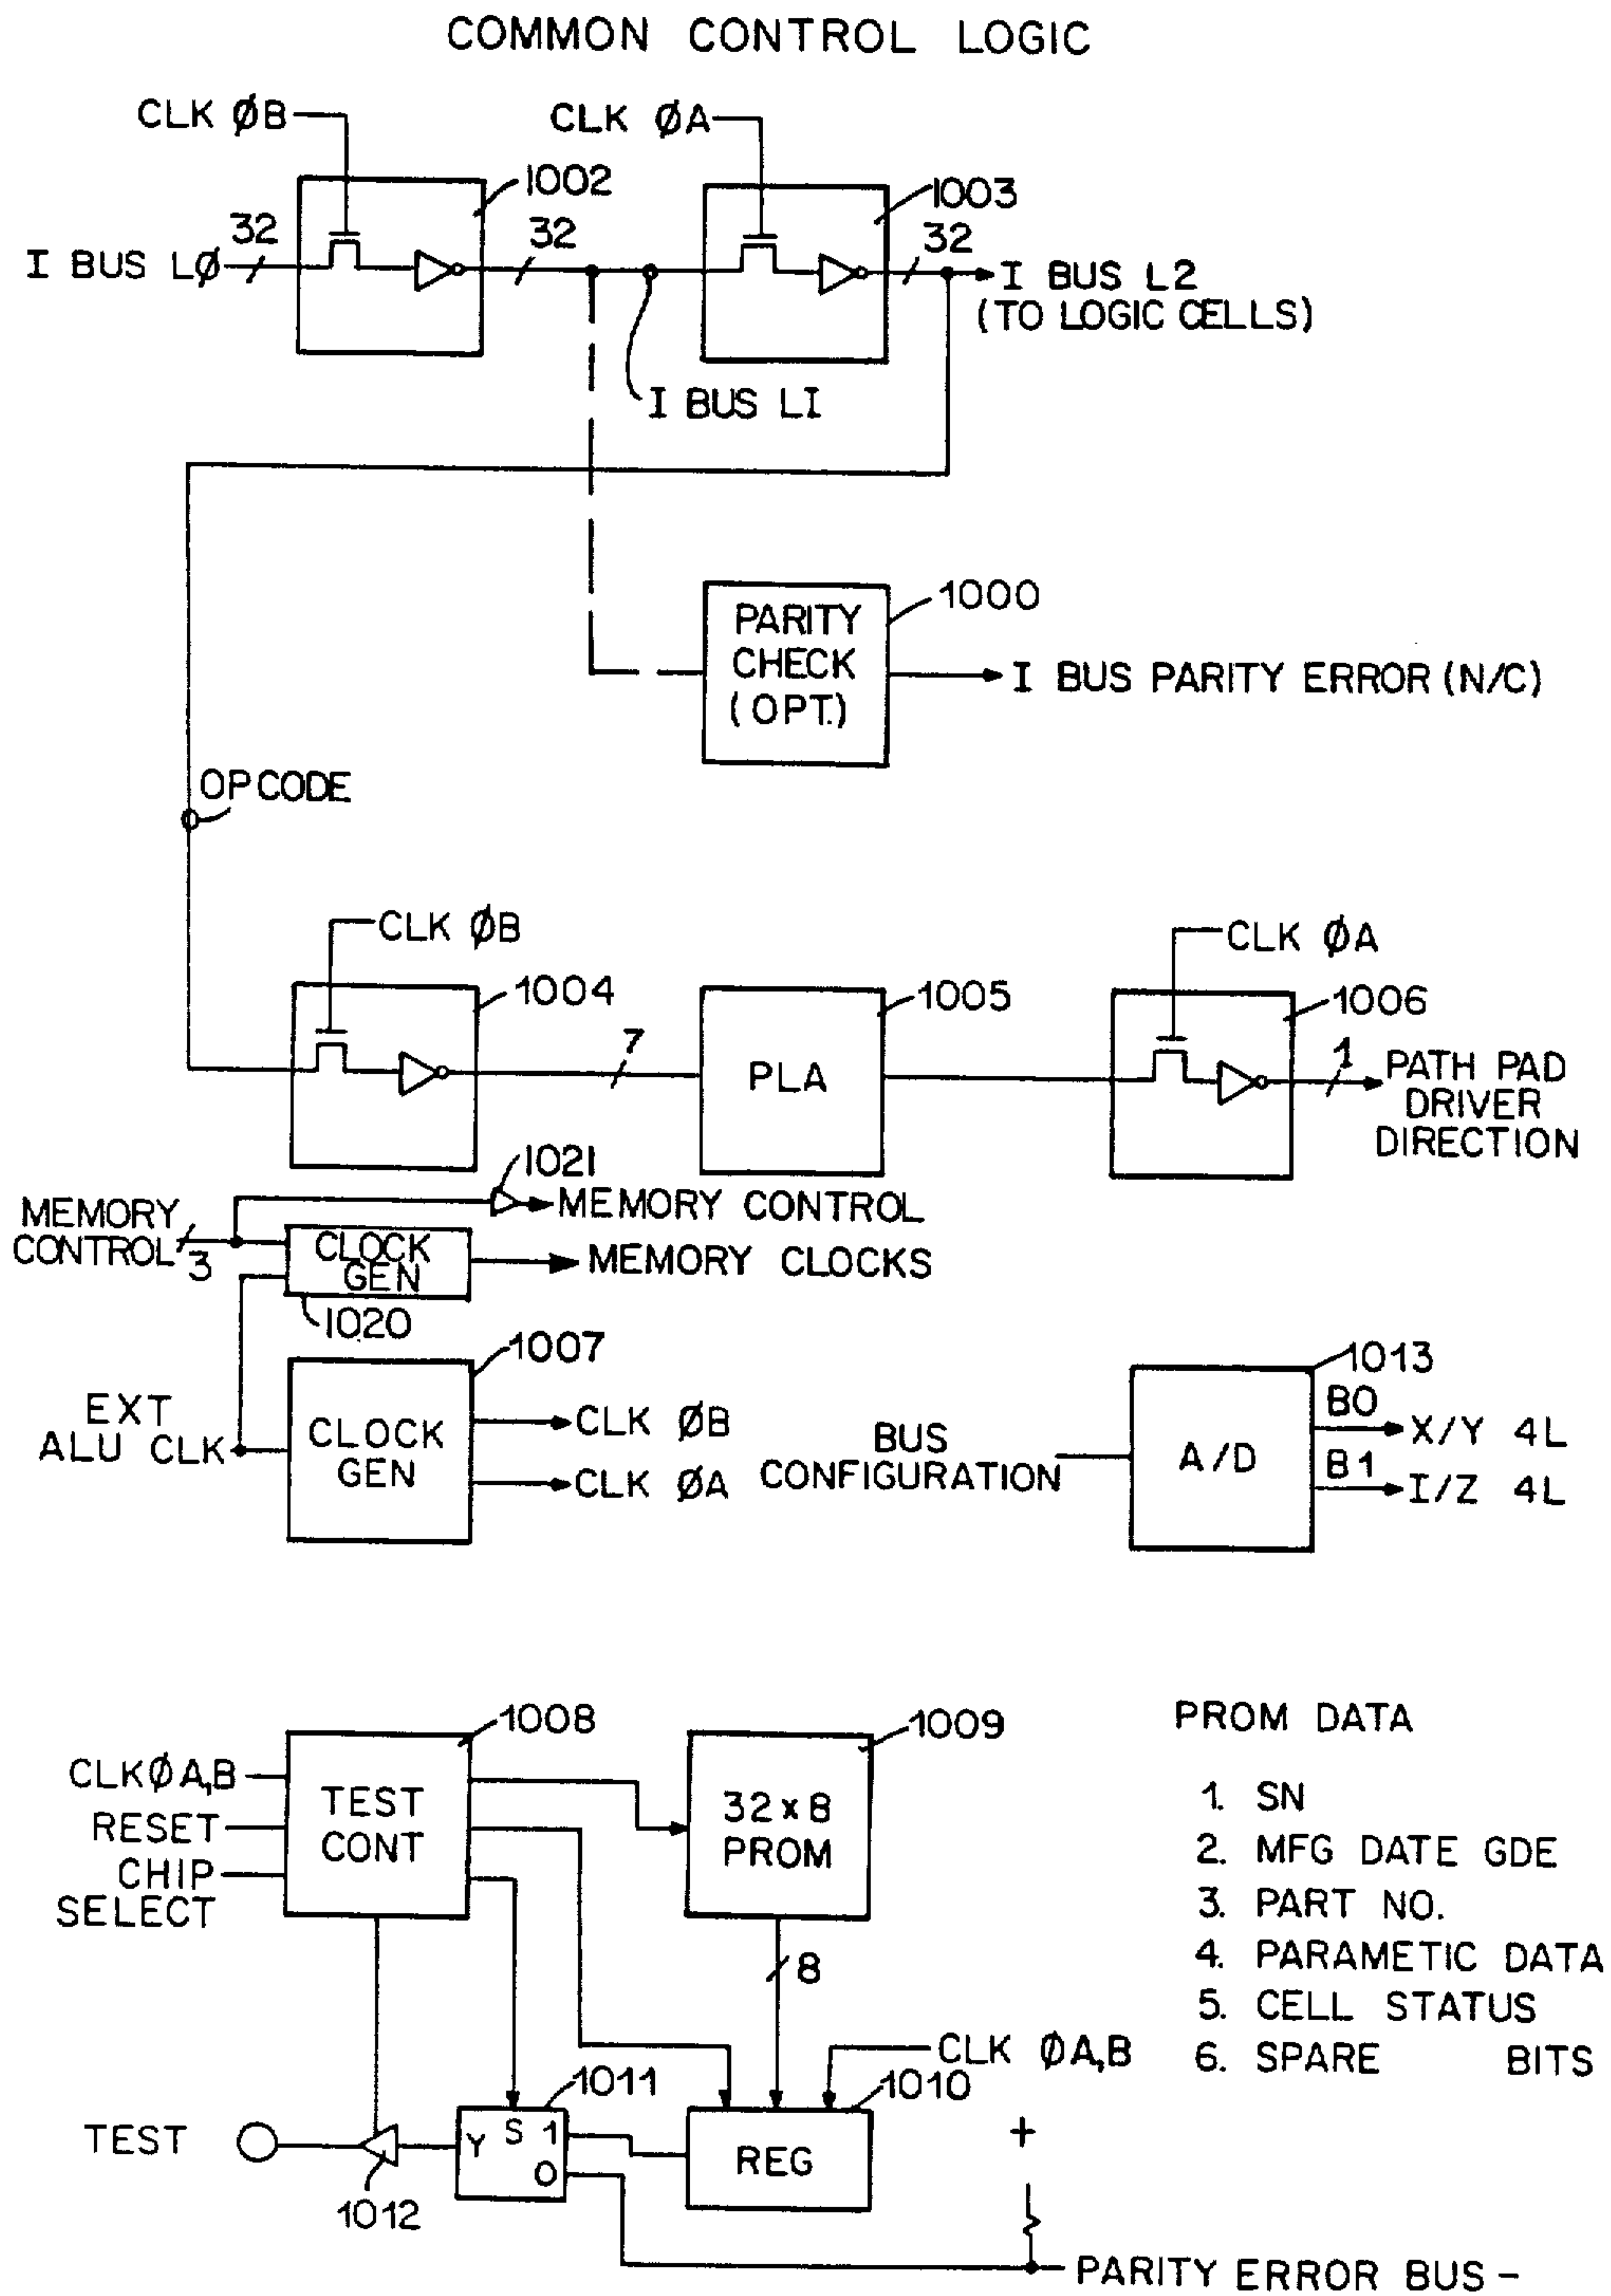 COMMON CONTROL LOGIC
CLK ØB
CLK ØA
1002
1003
32
32
32
I BUS LØ
I BUS L2
(TO LOGIC CELLS)
I BUS LI
1000
PARITY
CHECK
(OPT.)
I BUS PARITY ERROR (N/C)
OPCODE
CLK ØB
CLK ØA
1004
1005
1006
7
PLA
1
PATH PAD
DRIVER
DIRECTION
1021
MEMORY CONTROL
MEMORY
CONTROL
3
CLOCK
GEN
MEMORY CLOCKS
1020
1007
1013
EXT
ALU CLK
CLOCK
GEN
CLK ØB
CLK ØA
BUS
CONFIGURATION
A/D
B0
X/Y 4L
B1
I/Z 4L
1008
1009
PROM DATA
CLKØA,B
RESET
CHIP
SELECT
TEST
CONT
32x8
PROM
1. SN
2. MFG DATE GDE
3. PART NO.
4. PARAMETIC DATA
5. CELL STATUS
6. SPARE BITS
8
CLK ØA,B
1011
1010
TEST
Y S 1
0
REG
+
1012
PARITY ERROR BUS -